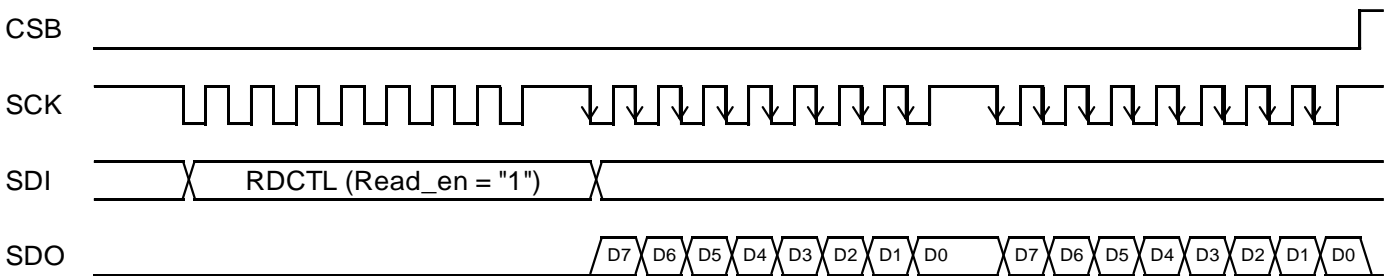 CSB
SCK
SDI RDCTL (Read_en = "1")
SDO D7 D6 D5 D4 D3 D2 D1 D0 D7 D6 D5 D4 D3 D2 D1 D0